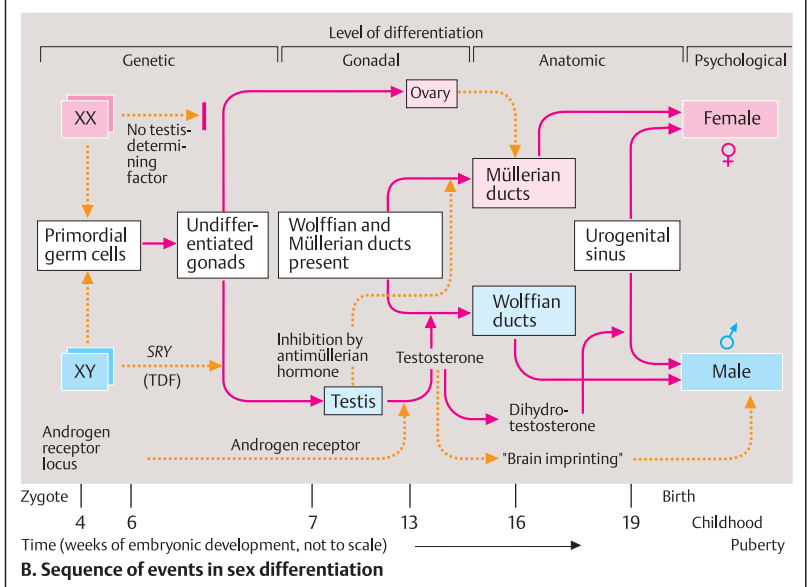 Level of differentiation
Genetic
Gonadal
Anatomic
Psychological
XX
No testis-
determi-
ning
factor
Ovary
Female
♀
Müllerian
ducts
Primordial
germ cells
Undiffer-
entiated
gonads
Wolffian and
Müllerian ducts
present
Urogenital
sinus
Wolffian
ducts
♂
XY
SRY
(TDF)
Inhibition by
antimüllerian
hormone
Testosterone
Male
Testis
Dihydro-
testosterone
Androgen
receptor
locus
Androgen receptor
"Brain imprinting"
Zygote
Birth
4
6
7
13
16
19
Childhood
Time (weeks of embryonic development, not to scale)
Puberty
B. Sequence of events in sex differentiation